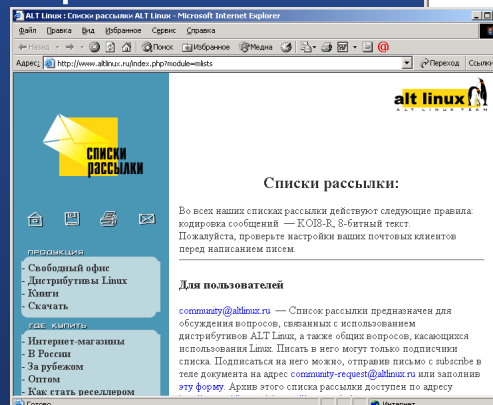 ALT Linux : Списки рассылки ALT Linux - Microsoft Internet Explorer
Файл Правка Вид Избранное Сервис Справка
Назад Поиск Избранное Медиа
Адрес: http://www.altlinux.ru/index.php?module=mlists Переход Ссылки
alt linux
ALT LINUX TEAM
СПИСКИ
РАССЫЛКИ
ПРОДУКЦИЯ
- Свободный офис
- Дистрибутивы Linux
- Книги
- Скачать
ГДЕ КУПИТЬ
- Интернет-магазины
- В России
- За рубежом
- Оптом
- Как стать реселлером
Списки рассылки:
Во всех наших списках рассылки действуют следующие правила:
кодировка сообщений — KOI8-R, 8-битный текст.
Пожалуйста, проверьте настройки ваших почтовых клиентов
перед написанием писем.
Для пользователей
community@altlinux.ru — Список рассылки предназначен для
обсуждения вопросов, связанных с использованием
дистрибутивов ALT Linux, а также общих вопросов, касающихся
использования Linux. Писать в него могут только подписчики
списка. Подписаться на него можно, отправив письмо с subscribe в
теле документа на адрес community-request@altlinux.ru или заполнив
эту форму. Архив этого списка рассылки доступен по адресу
Готово Интернет